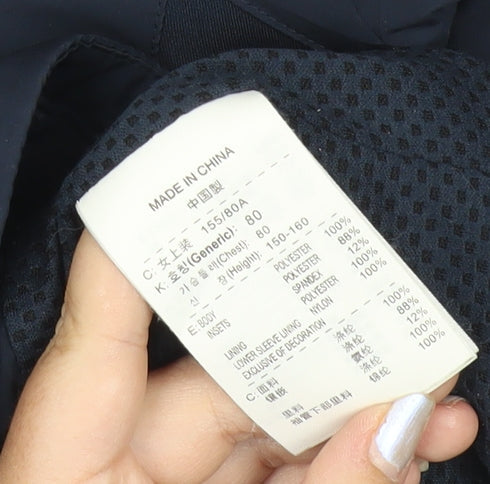 MADE IN CHINA
中国製
C: 女上装 155/80A
K: 호칭(Generic): 80
가슴둘레(Chest): 80
신 장(Height): 150-160
E: BODY POLYESTER 100%
INSETS POLYESTER 88%
SPANDEX 12%
LINING POLYESTER 100%
LOWER SLEEVE LINING NYLON 100%
EXCLUSIVE OF DECORATION
C: 面料 涤纶 100%
镶嵌 涤纶 88%
氨纶 12%
里料 涤纶 100%
袖管下部里料 锦纶 100%